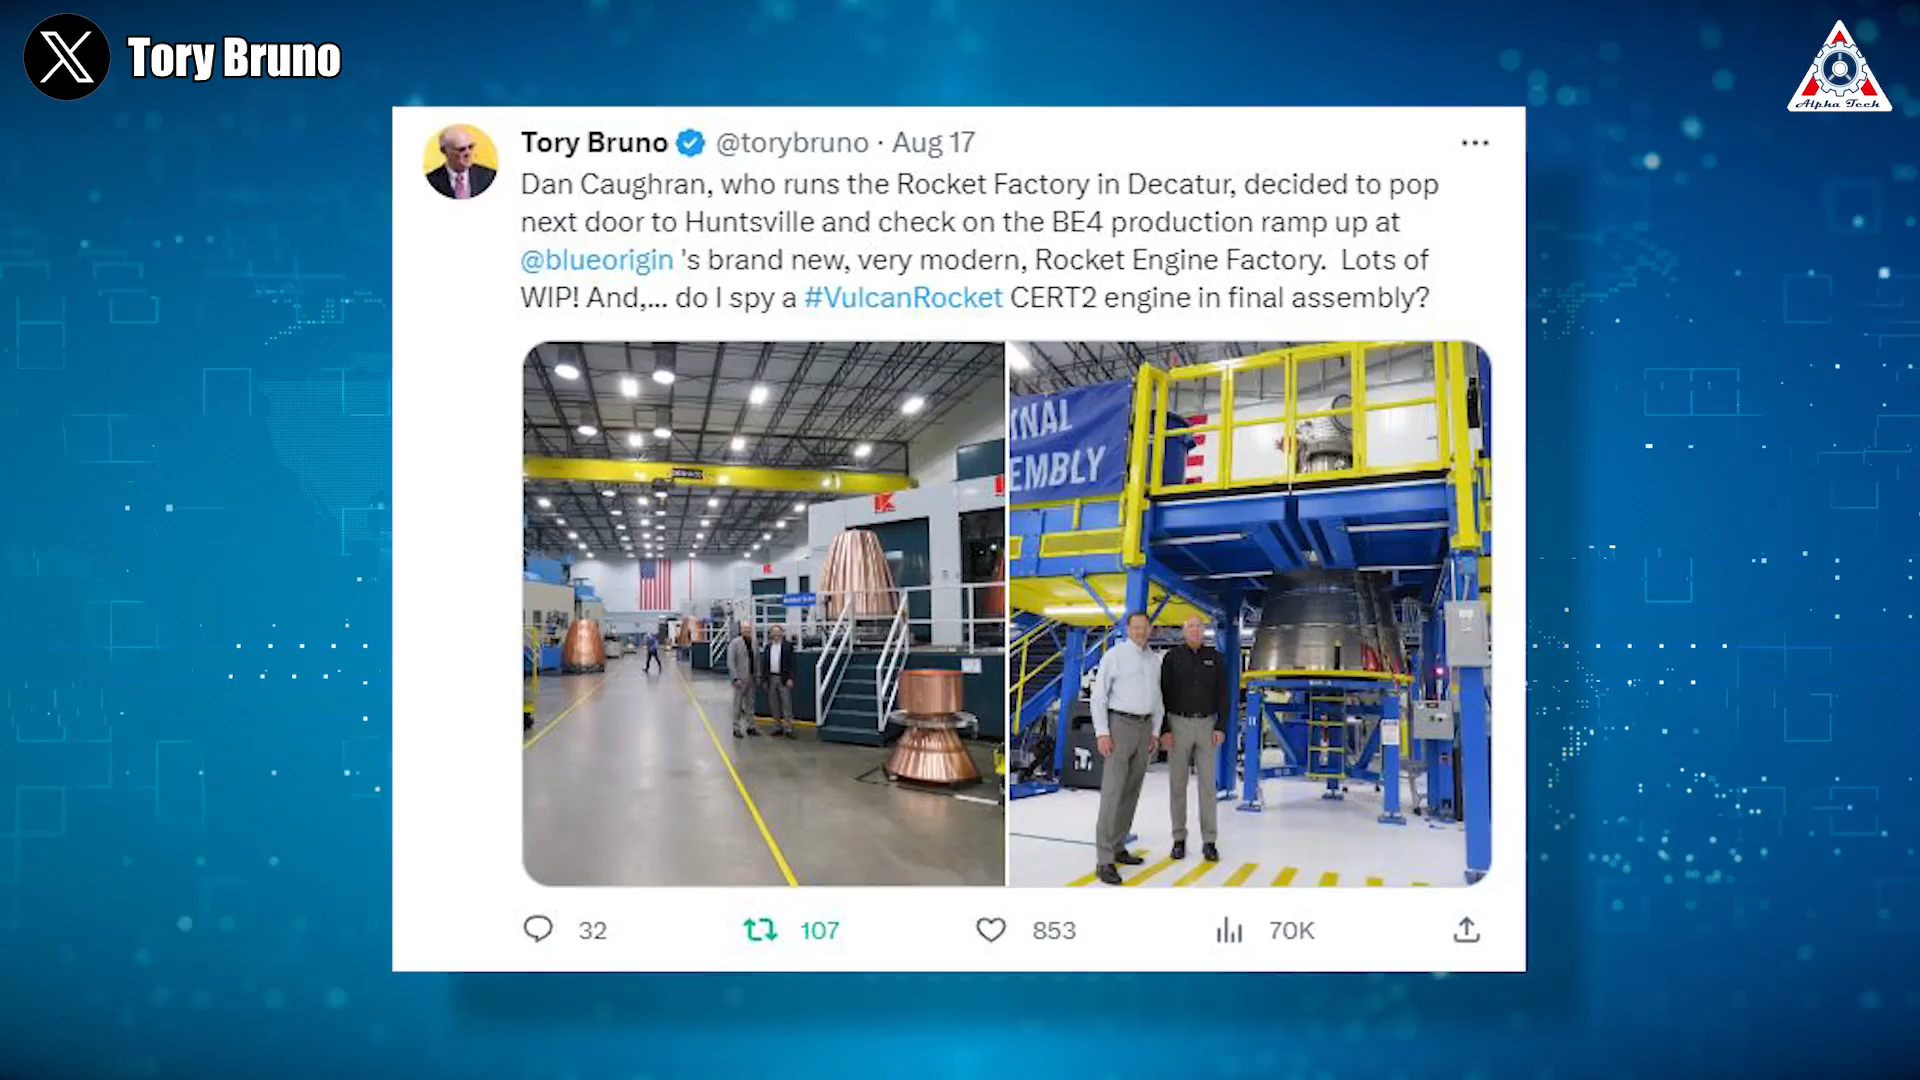 Tory Bruno
Alpha Tech
Tory Bruno @torybruno · Aug 17
Dan Caughran, who runs the Rocket Factory in Decatur, decided to pop
next door to Huntsville and check on the BE4 production ramp up at
@blueorigin 's brand new, very modern, Rocket Engine Factory. Lots of
WIP! And,... do I spy a #VulcanRocket CERT2 engine in final assembly?
INAL
EMBLY
32 107 853 70K